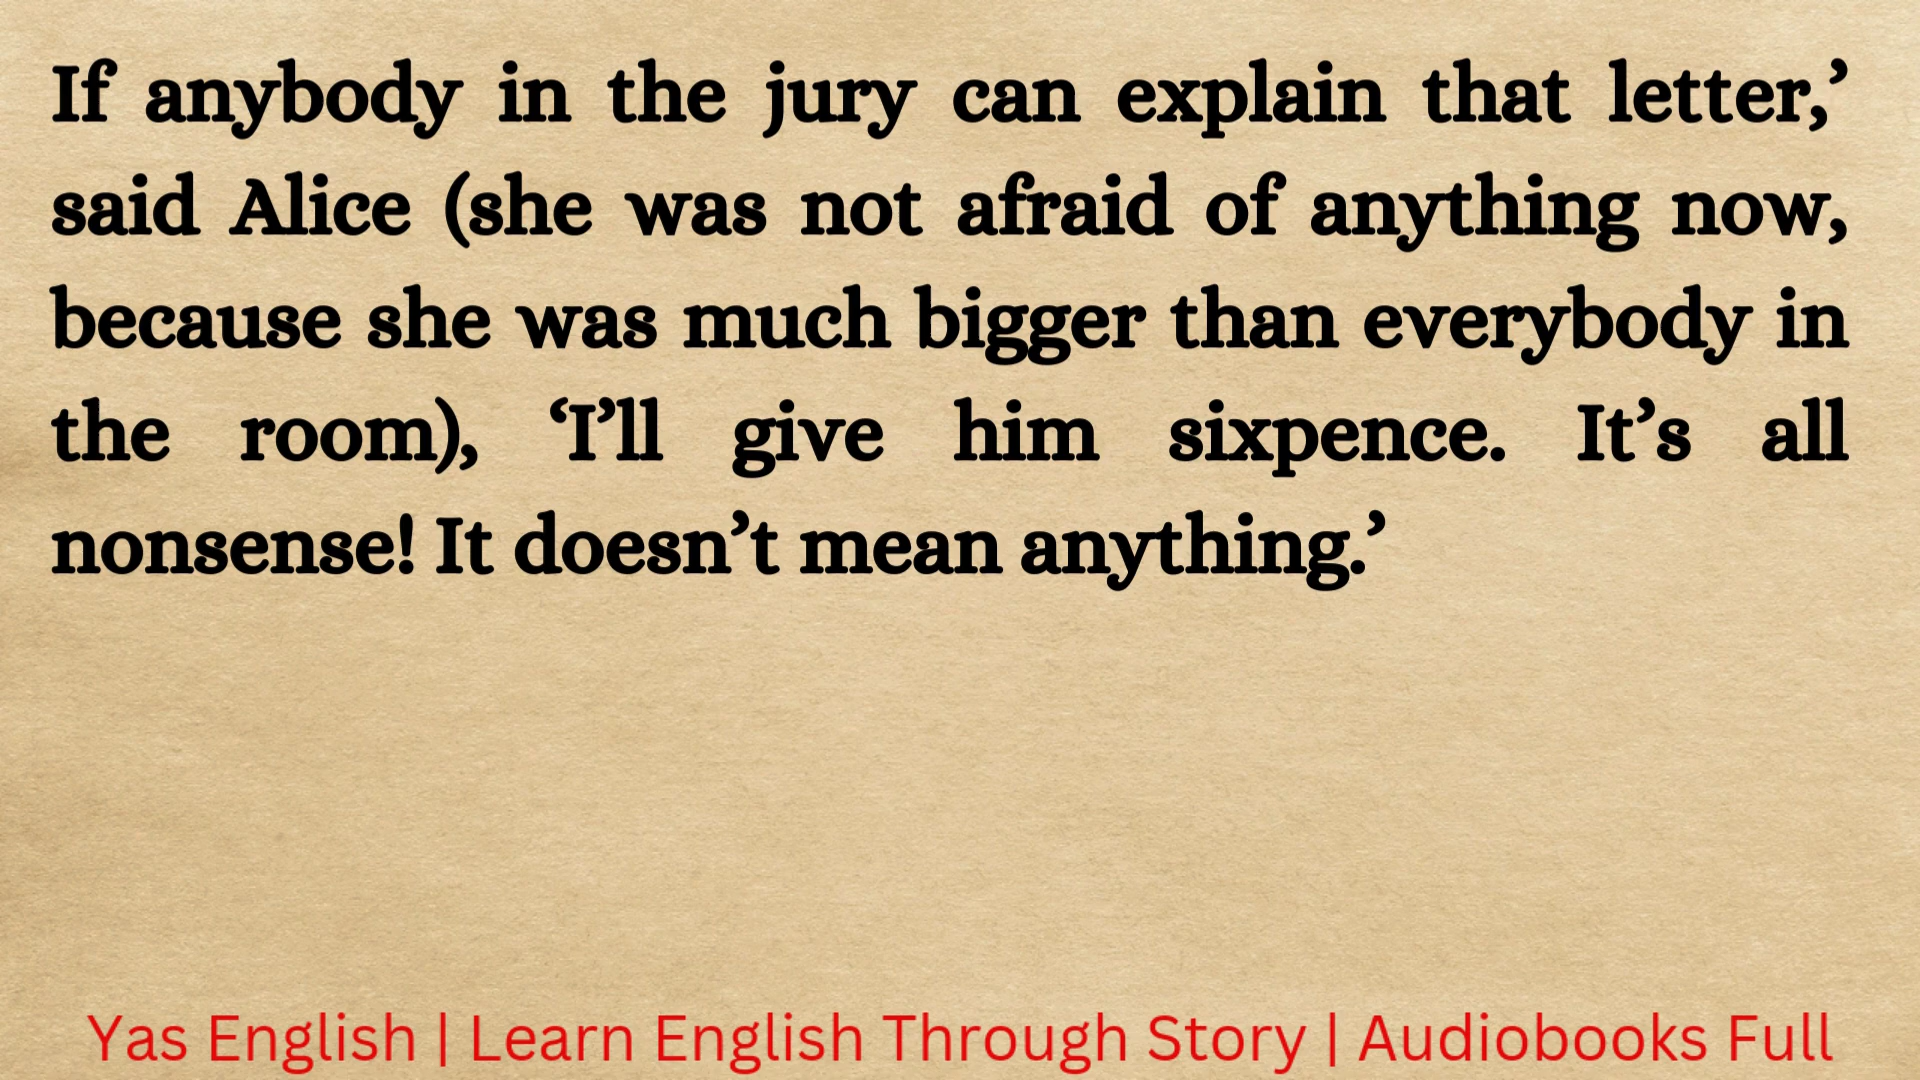 If anybody in the jury can explain that letter,’
said Alice (she was not afraid of anything now,
because she was much bigger than everybody in
the room), ‘I’ll give him sixpence. It’s all
nonsense! It doesn’t mean anything.’
Yas English | Learn English Through Story | Audiobooks Full